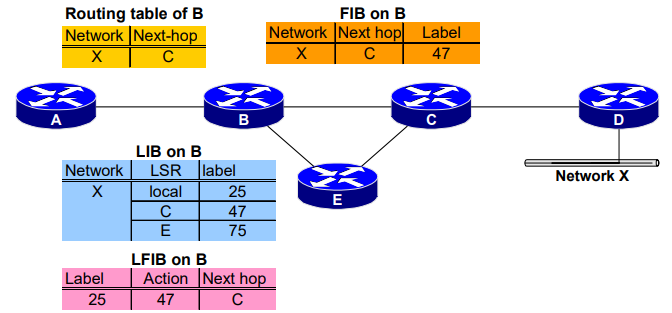 Routing table of B
Network Next-hop
X C
FIB on B
Network Next hop Label
X C 47
A
B
C
D
E
Network X
LIB on B
Network LSR label
X local 25
C 47
E 75
LFIB on B
Label Action Next hop
25 47 C